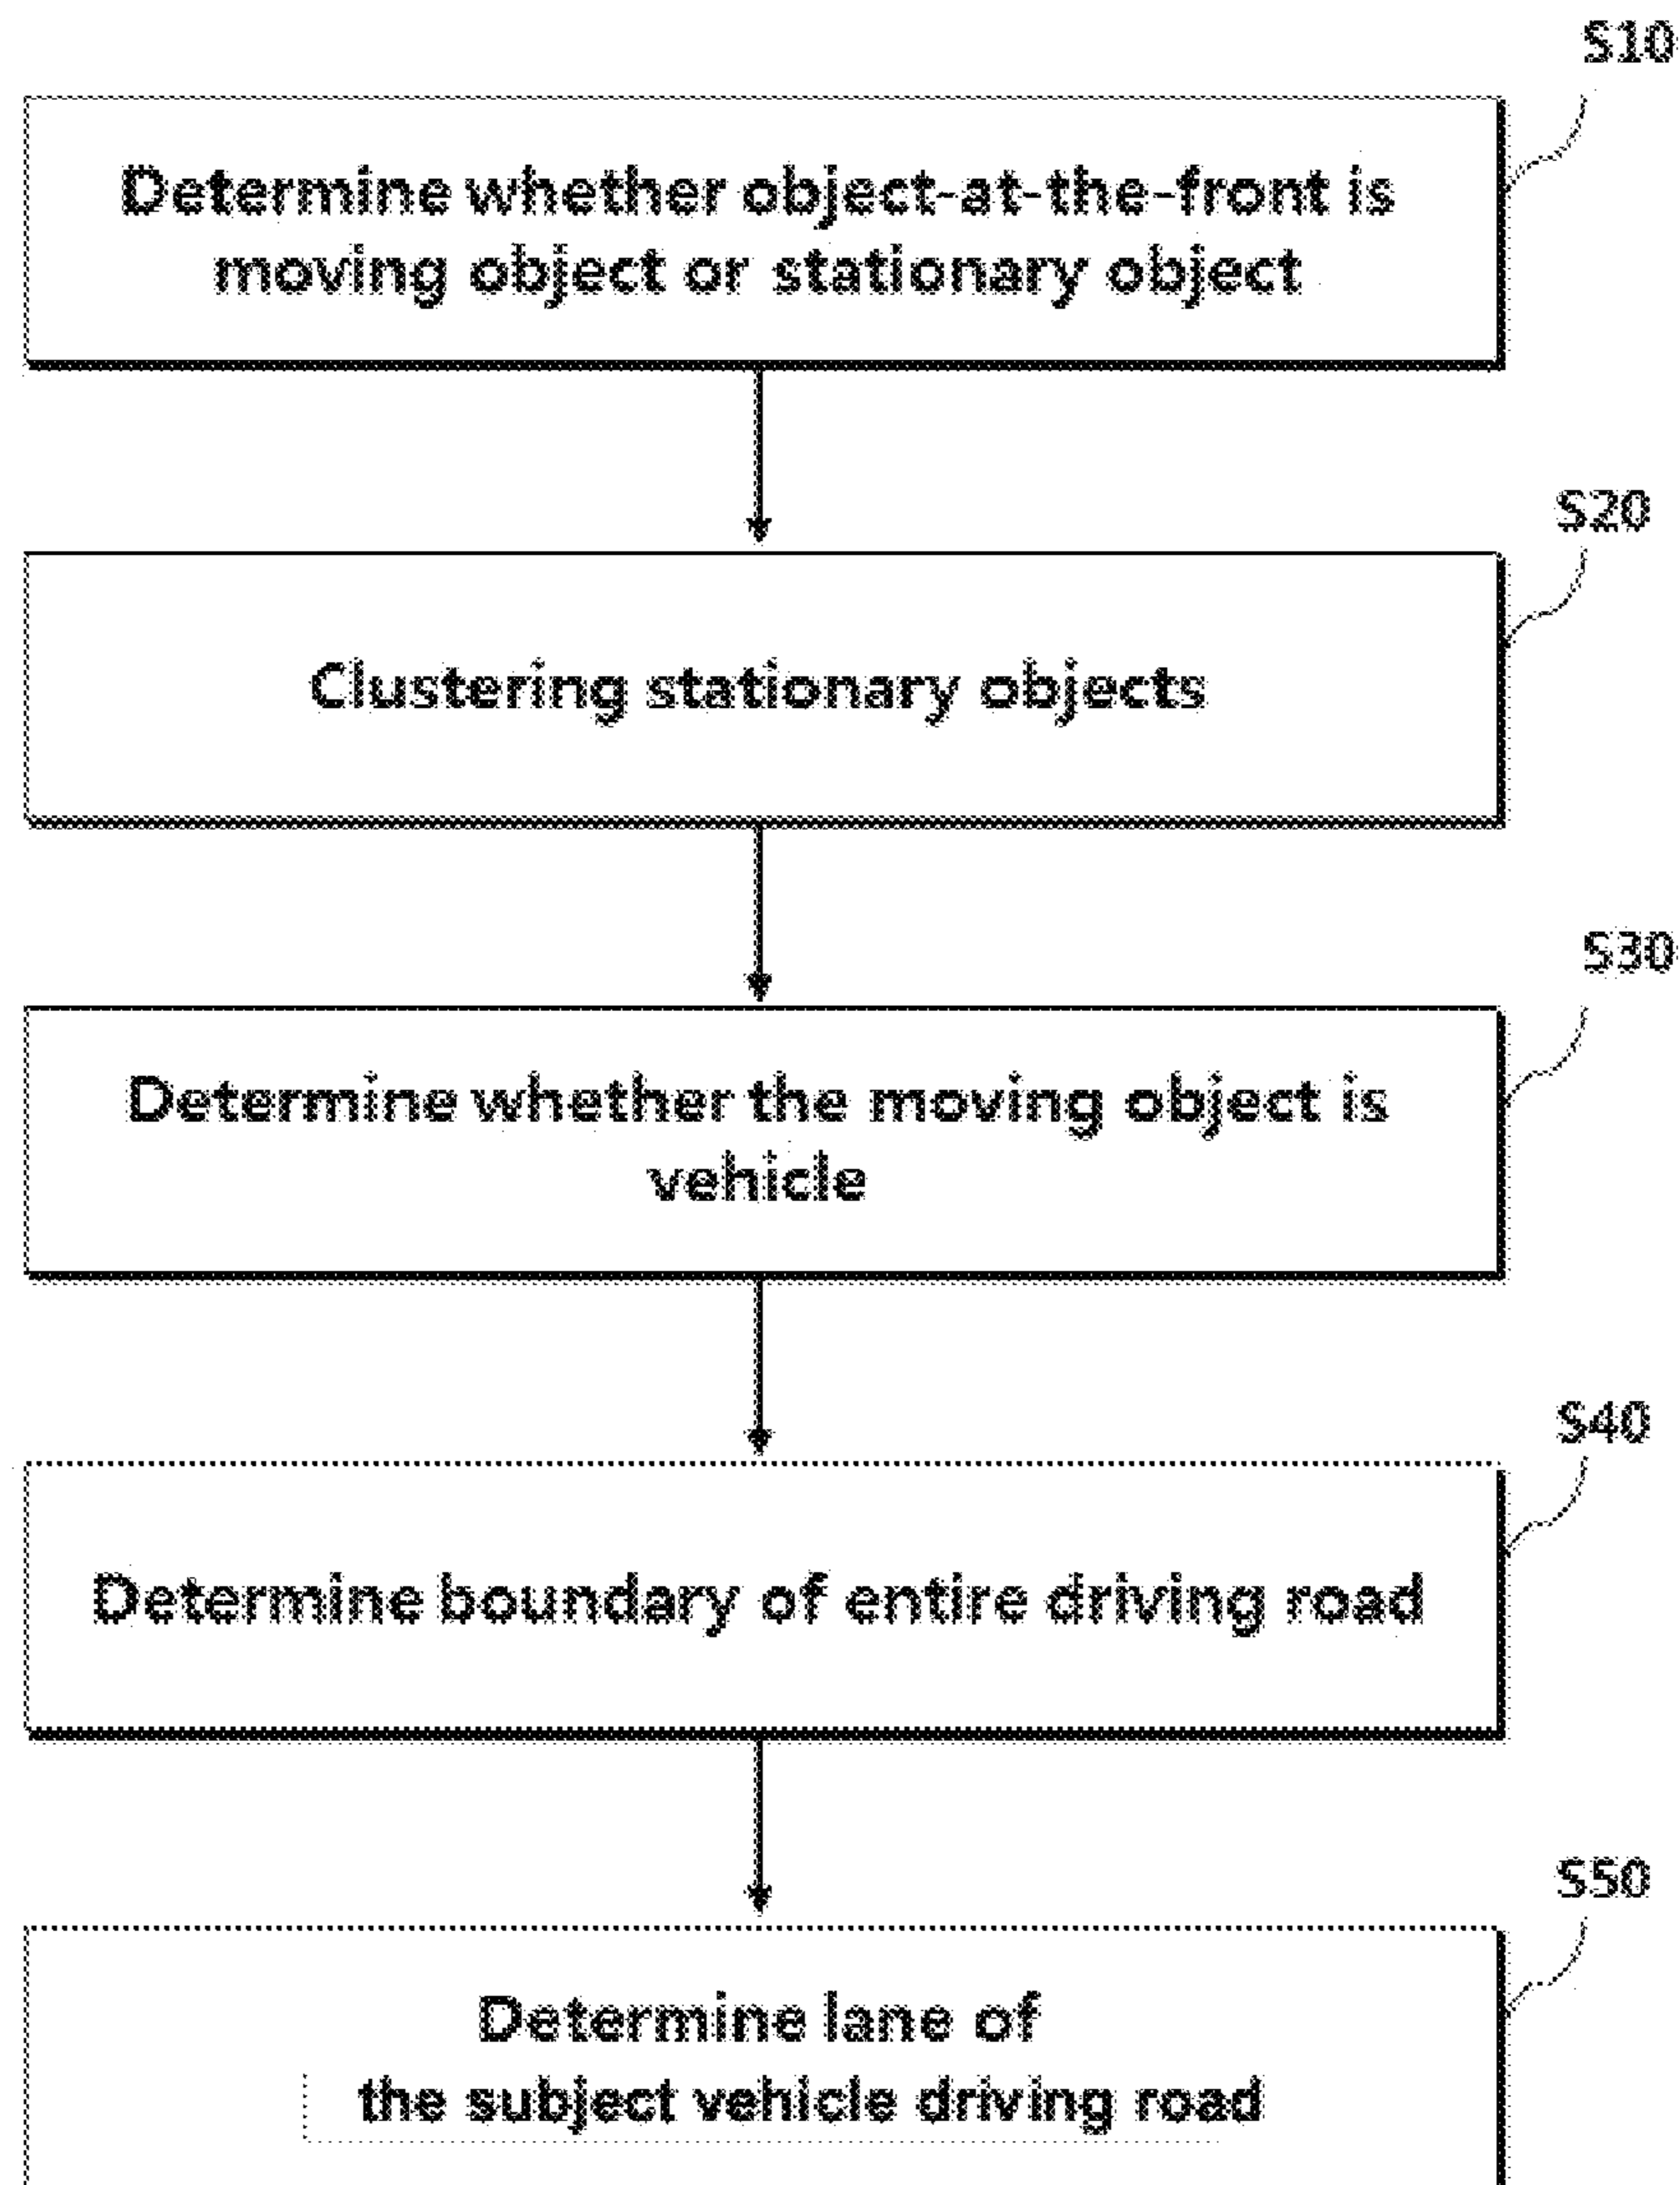 S10
Determine whether object-at-the-front is
moving object or stationary object
S20
Clustering stationary objects
S30
Determine whether the moving object is
vehicle
S40
Determine boundary of entire driving road
S50
Determine lane of
the subject vehicle driving road